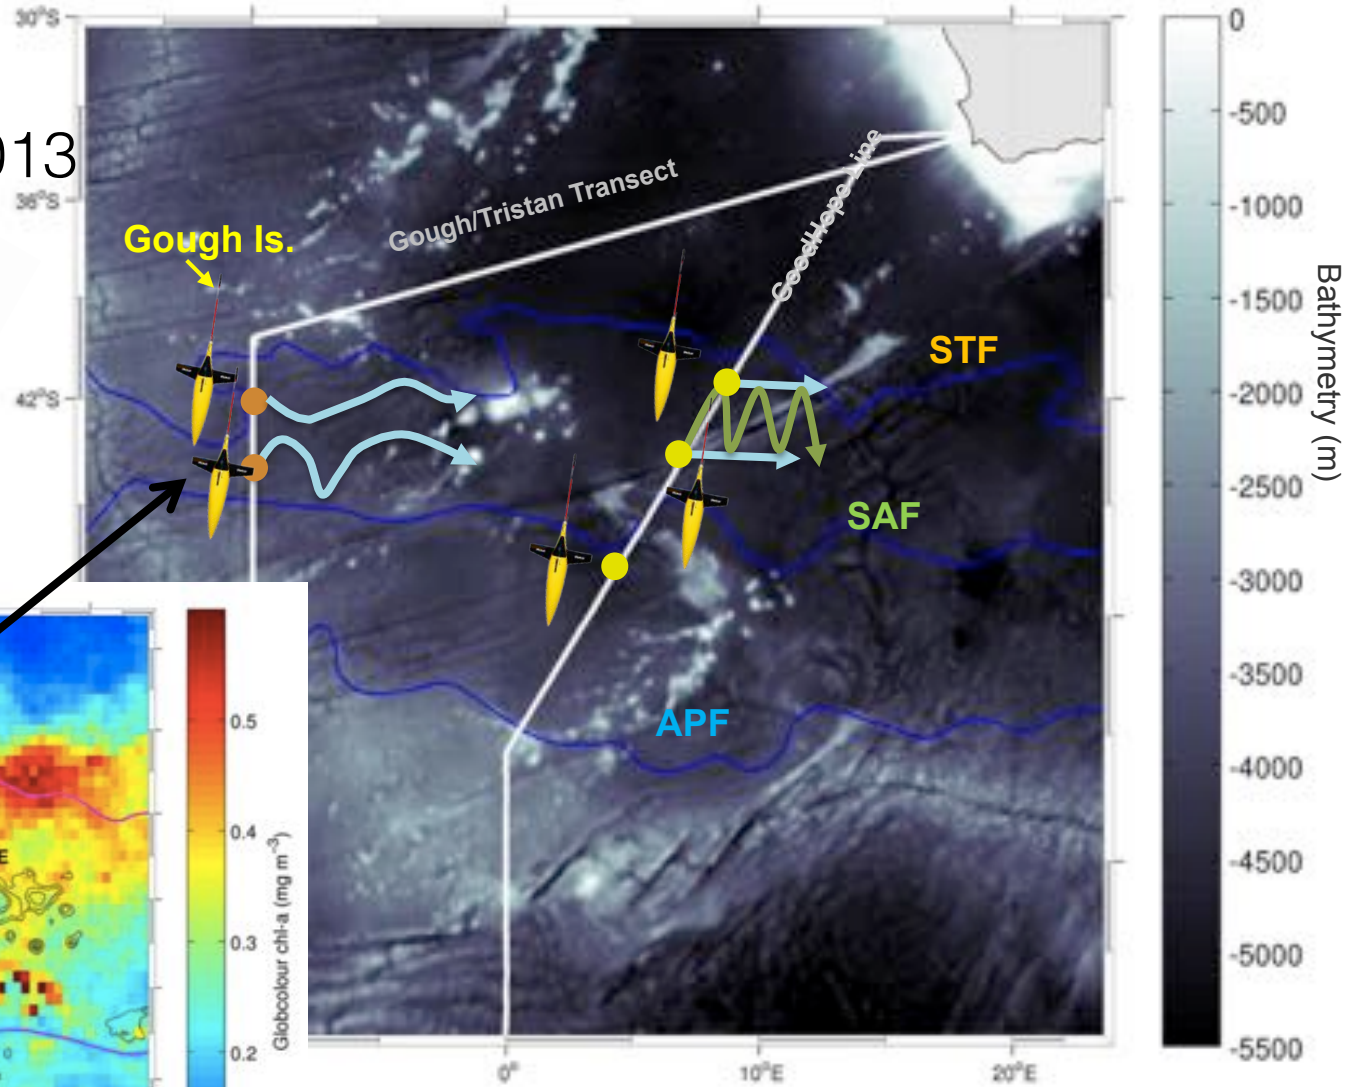 30°S
013
36°S
42°S
Gough Is.
Gough/Tristan Transect
GoodHope Line
STF
SAF
APF
0°
10°E
20°E
0
-500
-1000
-1500
-2000
-2500
-3000
-3500
-4000
-4500
-5000
-5500
Bathymetry (m)
E
0.5
0.4
0.3
0.2
Globcolour chl-a (mg m⁻³)